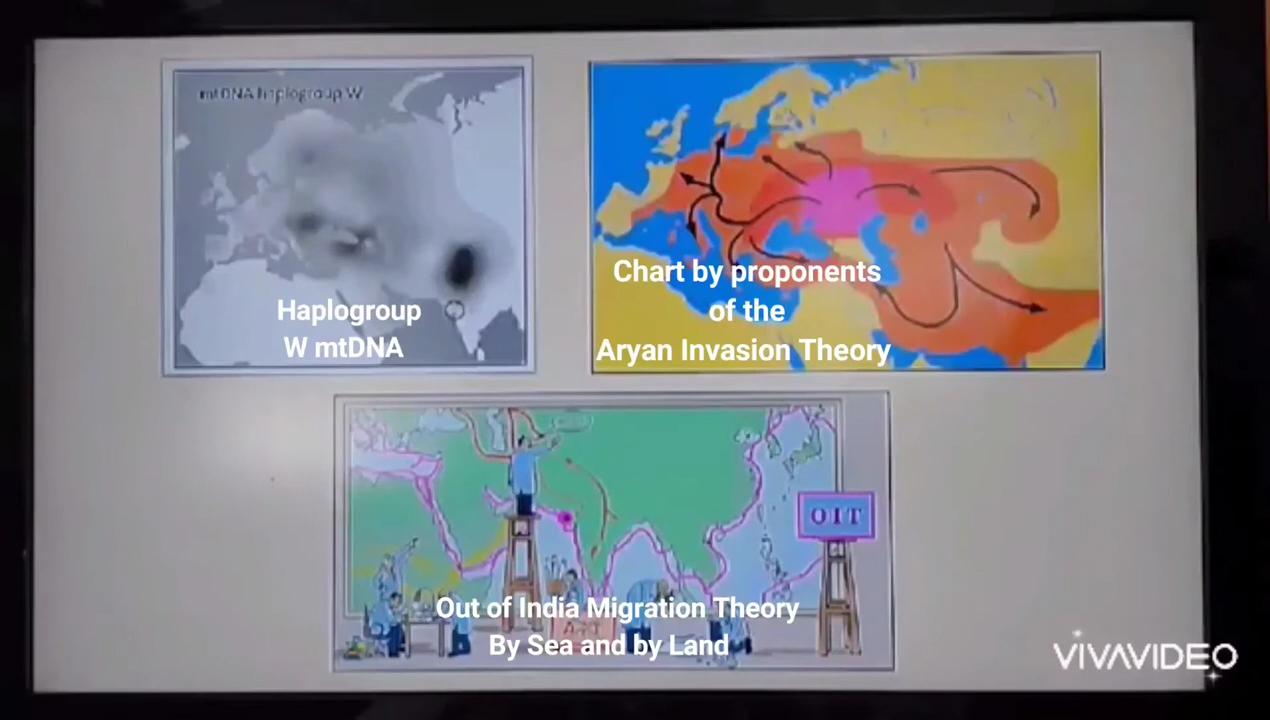 mtDNA haplogroup W
Haplogroup
W mtDNA
Chart by proponents
of the
Aryan Invasion Theory
OIT
Out of India Migration Theory
By Sea and by Land
VIVAVIDEO